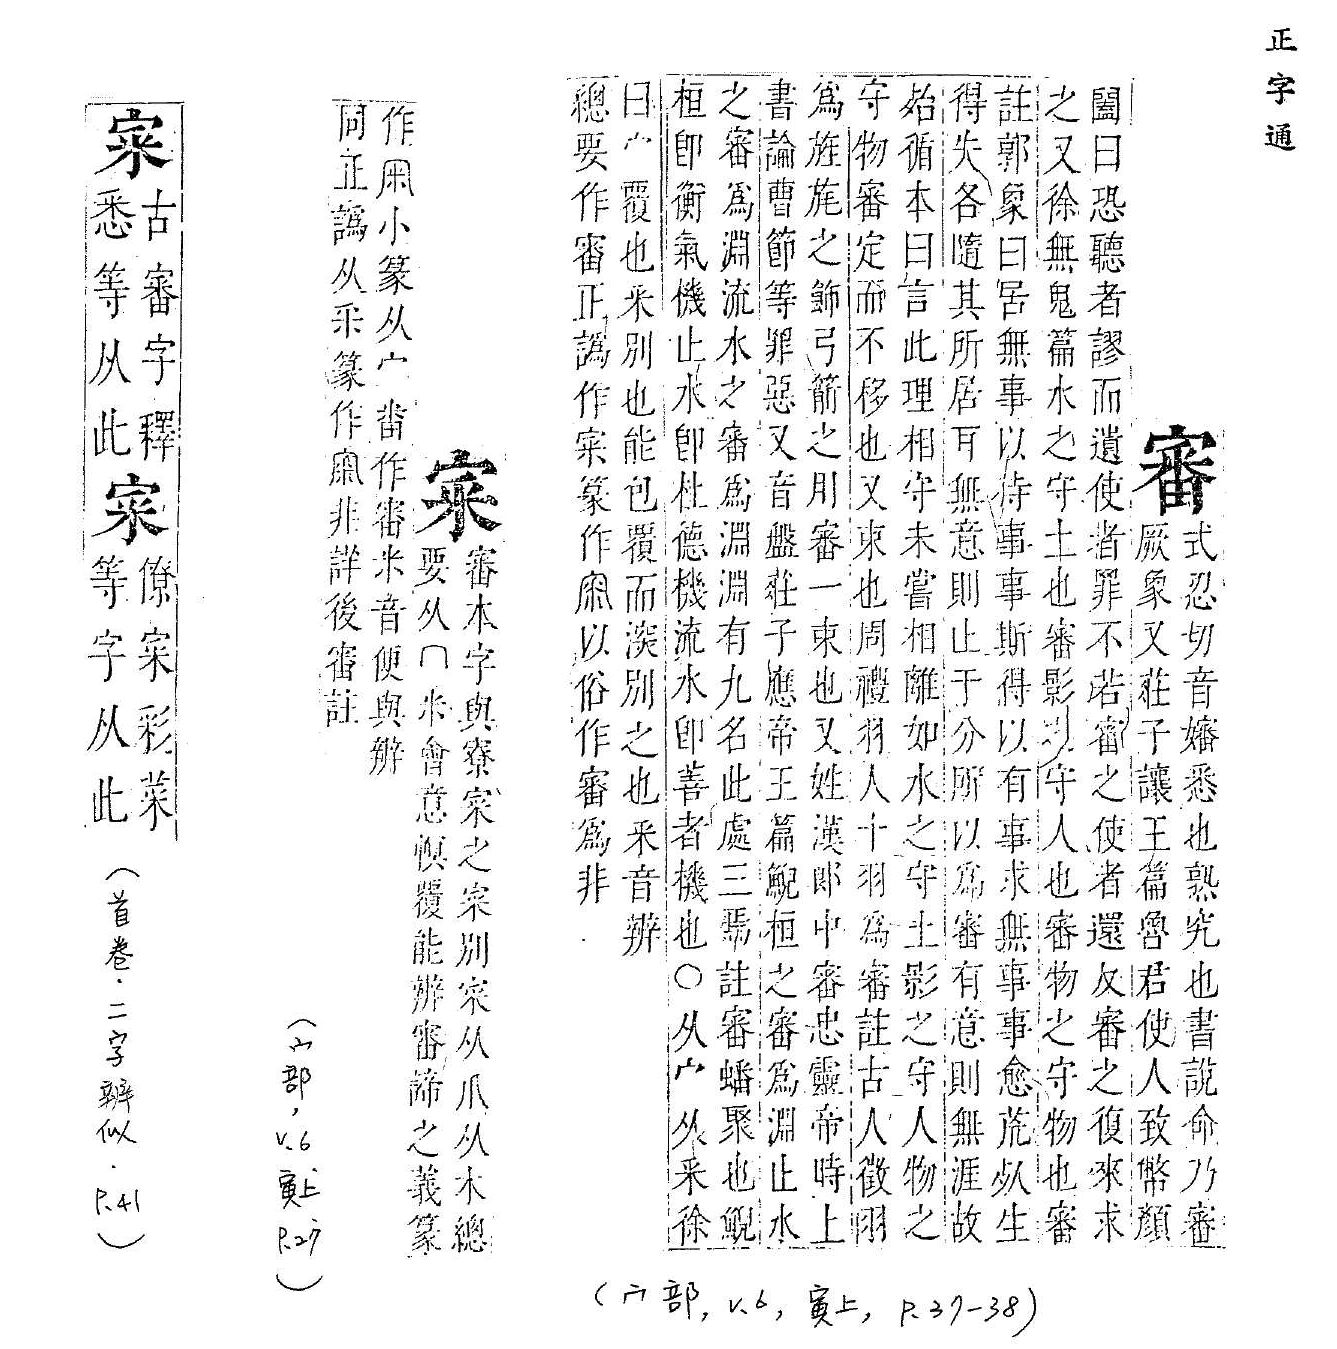 正字通
審
式忍切音嬸悉也熟究也書說命乃審
厥象又莊子讓王篇魯君使人致幣顏
闔曰恐聽者謬而遺使者罪不若審之使者還反審之復來求
之又徐無鬼篇水之守土也審影之守人也審物之守物也審
註郭象曰居無事以待事事斯得以有事求無事事愈荒从生
得失各隨其所居耳無意則止于分所以爲審有意則無涯故
始循本曰言此理相守未嘗相離如水之守土影之守人物之
守物審定而不移也又束也周禮羽人十羽爲審註古人徵羽
爲旌旄之飾弓箭之用審一束也又姓漢郎中審忠靈帝時上
書論曹節等罪惡又音盤莊子應帝王篇鯢桓之審爲淵止水
之審爲淵流水之審爲淵淵有九名此處三焉註審蟠聚也鯢
桓卽衡氣機止水卽杜德機流水卽善者機也○从宀从釆徐
曰宀覆也釆別也能包覆而深別之也釆音辨
總要作審正譌作宷篆作𡩘以俗作審爲非
(宀部, v.6, 寅上, P.37-38)
宷
審本字與寮寀之寀別寀从爪从木總
要从冂釆會意幎覆能辨審諦之義篆
作𡩘小篆从宀畨作審釆音便與辨
同正譌从釆篆作𡩘非詳後審註
(宀部, v.6, 寅上 P.27)
宷
古審字釋
悉等从此
寀
僚寀彩菜
等字从此
(首卷.二字辨似.P.41)